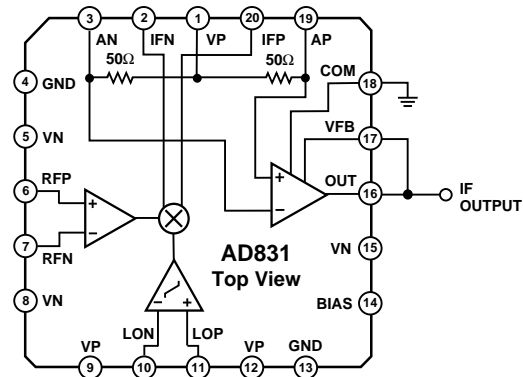 3 2 1 20 19
AN IFN VP IFP AP
50Ω 50Ω
COM
18
4
GND
VFB
17
5
VN
OUT
16
IF
OUTPUT
6
RFP
+
+
−
−
7
RFN
AD831
Top View
VN
15
8
VN
− +
BIAS
14
LON LOP
VP VP GND
9 10 11 12 13